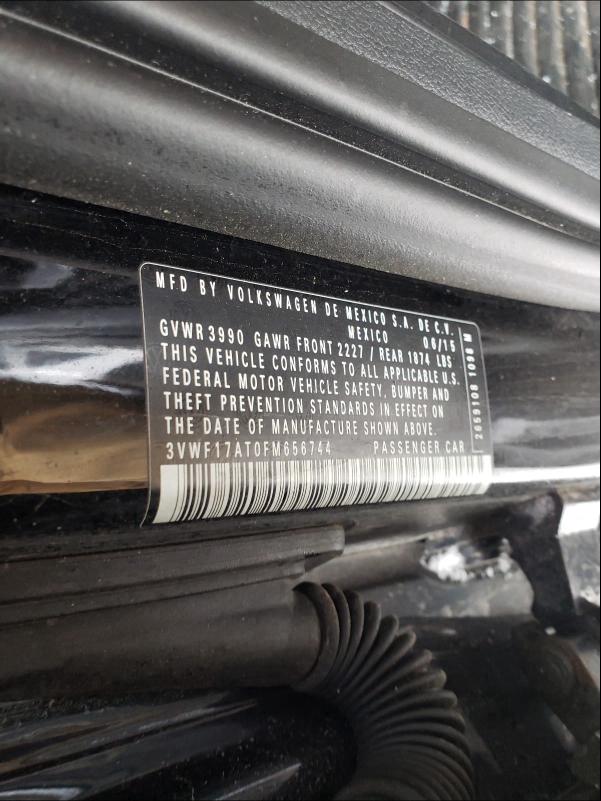 MFD BY VOLKSWAGEN DE MEXICO S.A. DE C.V.
MEXICO 06/15
GVWR 3990 GAWR FRONT 2227 / REAR 1874 LBS
THIS VEHICLE CONFORMS TO ALL APPLICABLE U.S.
FEDERAL MOTOR VEHICLE SAFETY, BUMPER AND
THEFT PREVENTION STANDARDS IN EFFECT ON
THE DATE OF MANUFACTURE SHOWN ABOVE.
3VWF17AT0FM656744 PASSENGER CAR